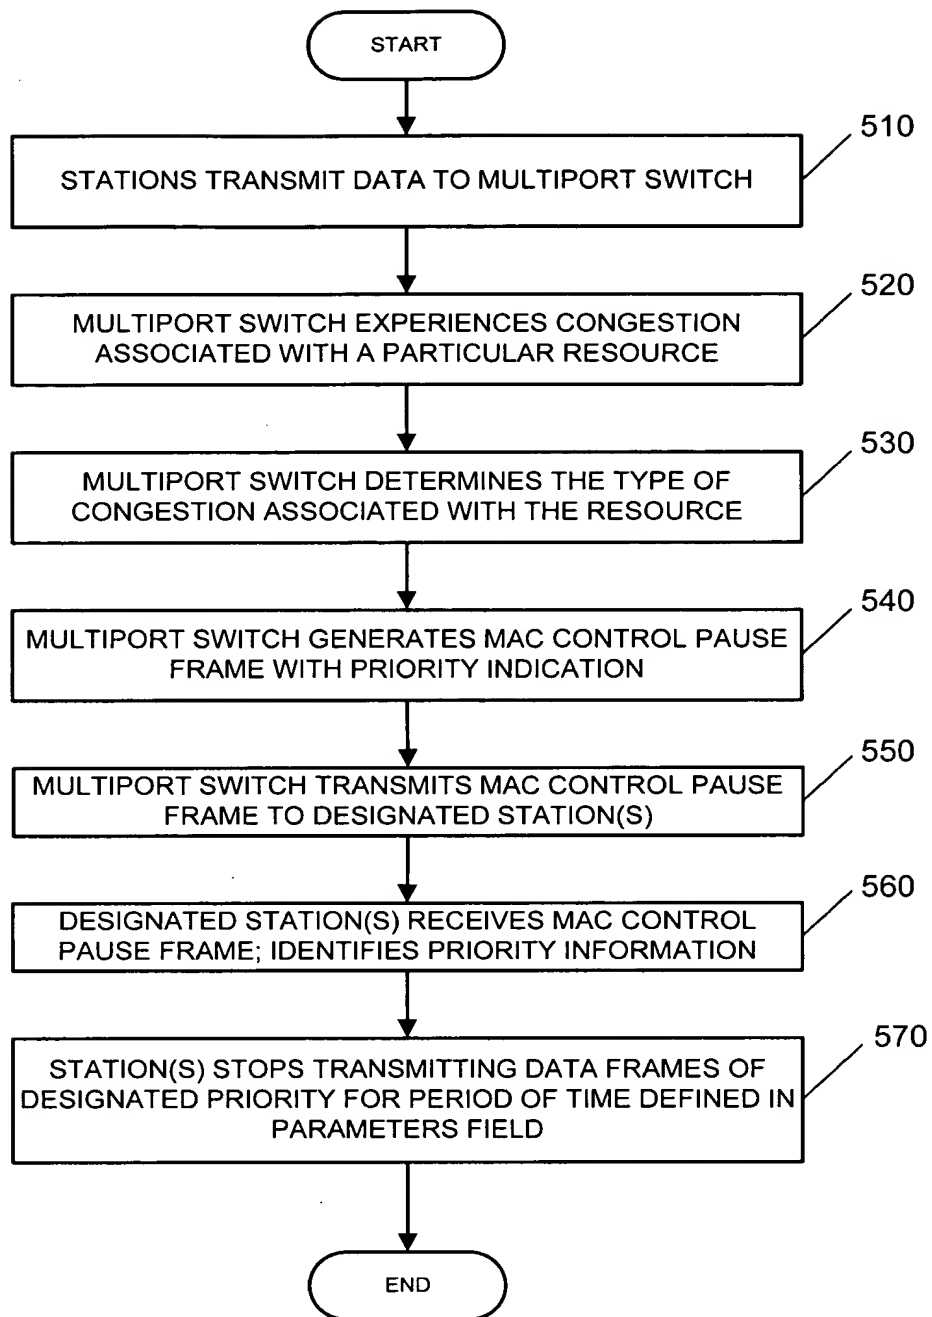 START
510
STATIONS TRANSMIT DATA TO MULTIPORT SWITCH
520
MULTIPORT SWITCH EXPERIENCES CONGESTION
ASSOCIATED WITH A PARTICULAR RESOURCE
530
MULTIPORT SWITCH DETERMINES THE TYPE OF
CONGESTION ASSOCIATED WITH THE RESOURCE
540
MULTIPORT SWITCH GENERATES MAC CONTROL PAUSE
FRAME WITH PRIORITY INDICATION
550
MULTIPORT SWITCH TRANSMITS MAC CONTROL PAUSE
FRAME TO DESIGNATED STATION(S)
560
DESIGNATED STATION(S) RECEIVES MAC CONTROL
PAUSE FRAME; IDENTIFIES PRIORITY INFORMATION
570
STATION(S) STOPS TRANSMITTING DATA FRAMES OF
DESIGNATED PRIORITY FOR PERIOD OF TIME DEFINED IN
PARAMETERS FIELD
END